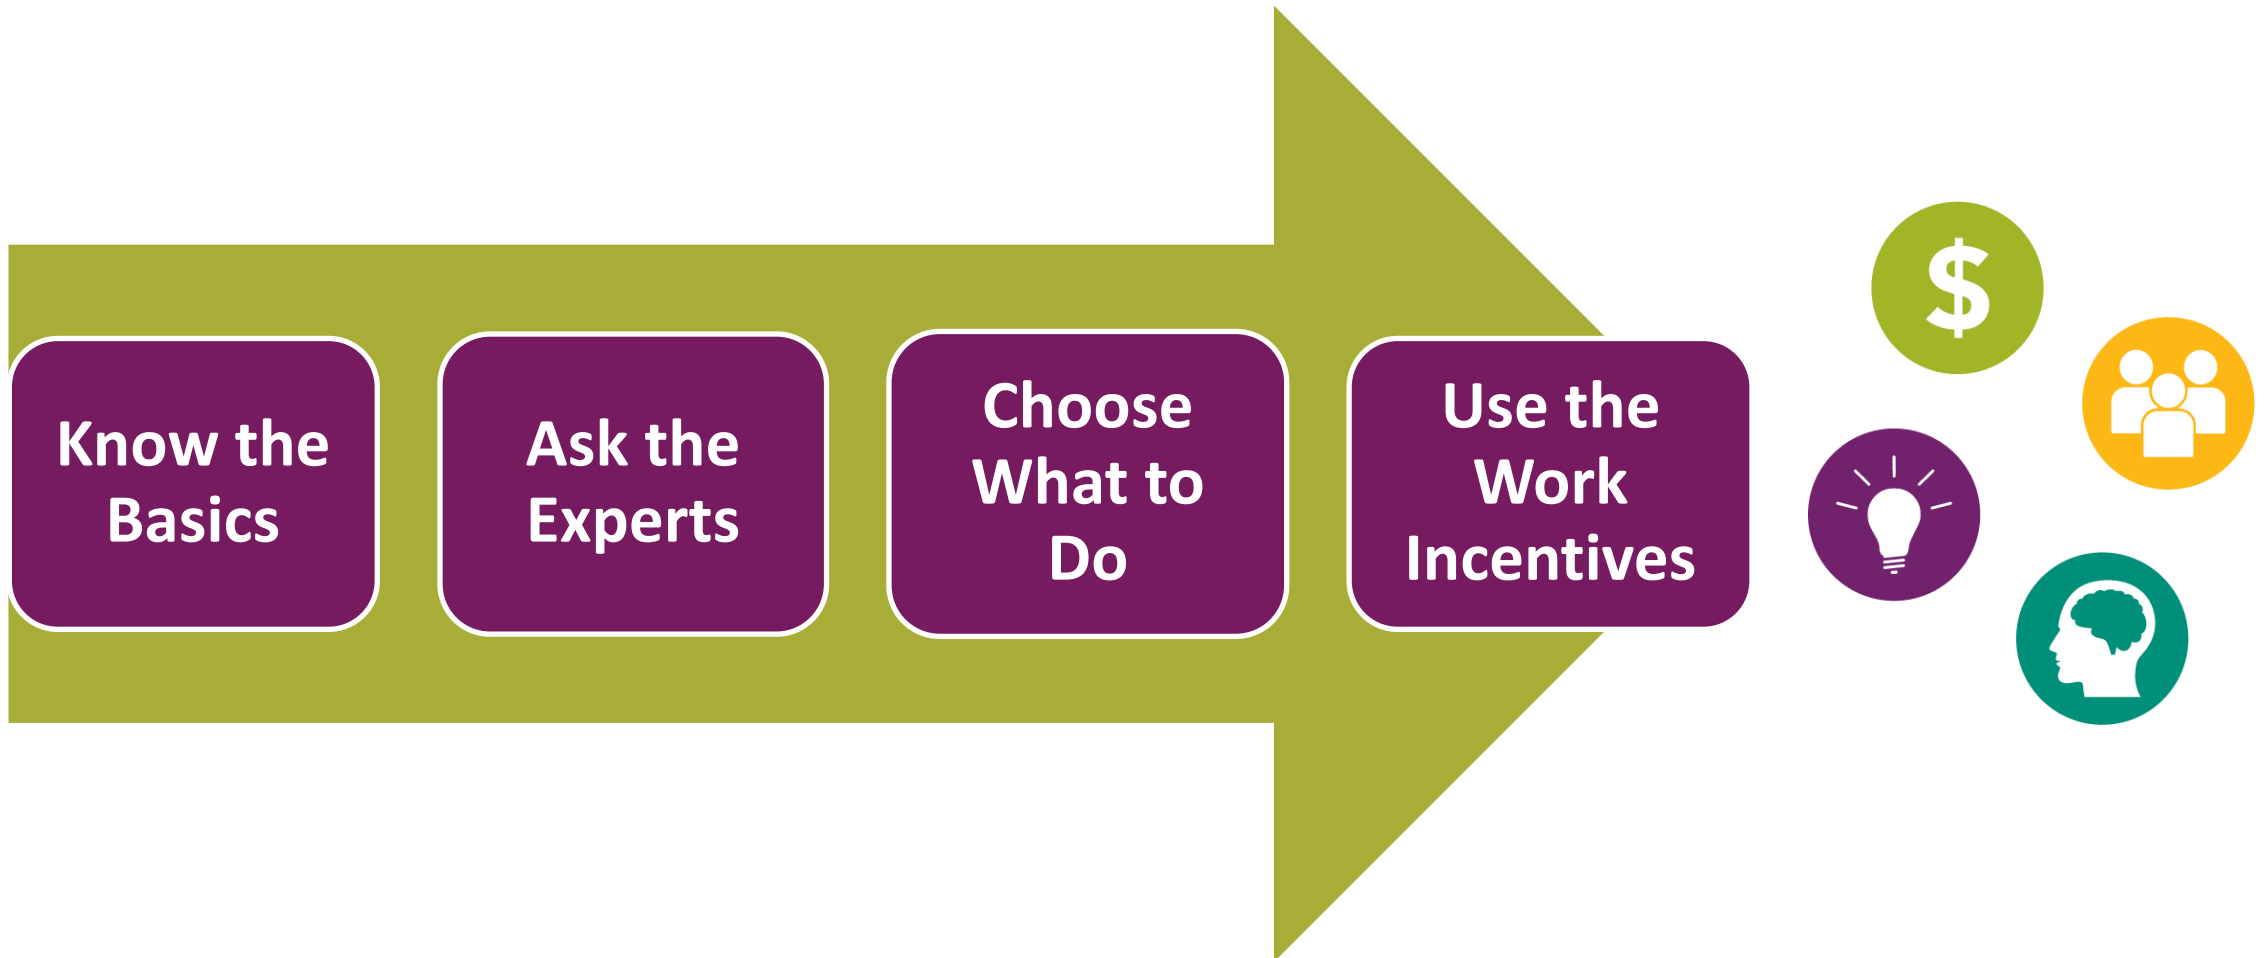 Know the
Basics
Ask the
Experts
Choose
What to
Do
Use the
Work
Incentives
$